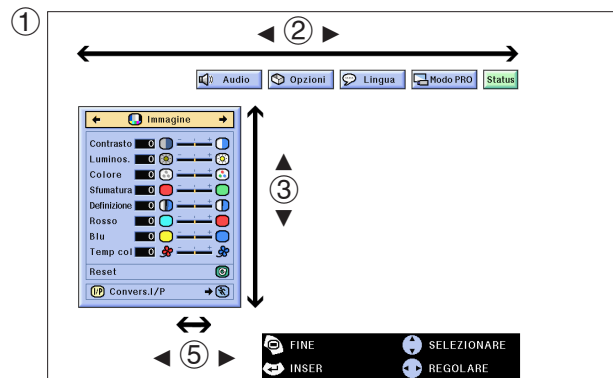 ①
◄ ② ►
Audio Opzioni Lingua Modo PRO Status
Immagine
Contrasto 0
Luminos. 0
Colore 0
Sfumatura 0
Definizione 0
Rosso 0
Blu 0
Temp col 0
Reset
I/P Convers.I/P
▲
③
▼
◄ ⑤ ►
FINE SELEZIONARE
INSER REGOLARE